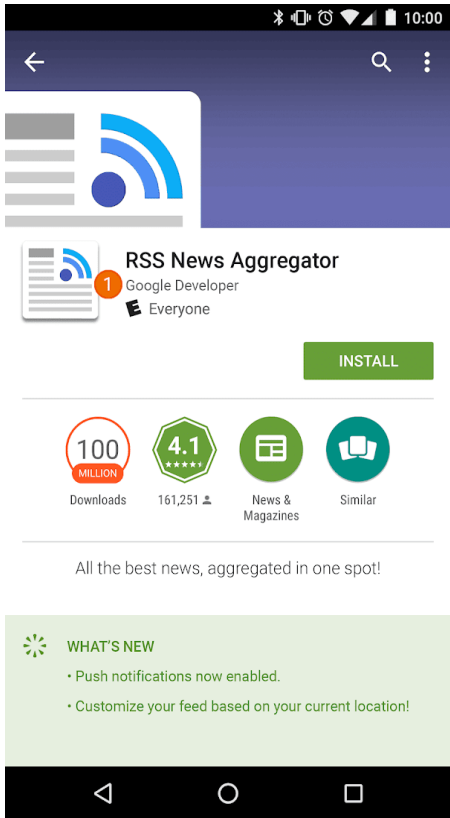 10:00
RSS News Aggregator
1
Google Developer
E Everyone
INSTALL
100
MILLION
Downloads
4.1
161,251
News &
Magazines
Similar
All the best news, aggregated in one spot!
WHAT'S NEW
• Push notifications now enabled.
• Customize your feed based on your current location!